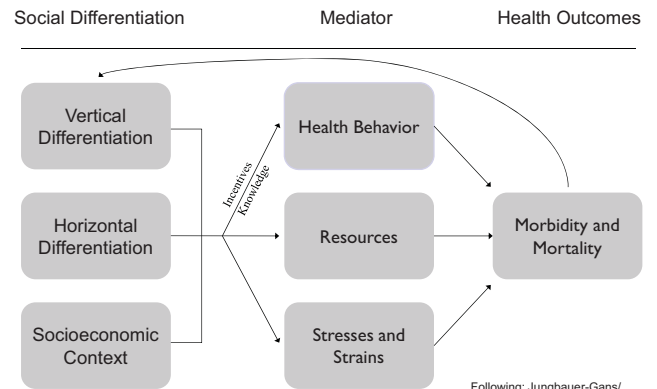 Social Differentiation
Mediator
Health Outcomes
Vertical
Differentiation
Horizontal
Differentiation
Socioeconomic
Context
Incentives
Knowledge
Health Behavior
Resources
Stresses and
Strains
Morbidity and
Mortality
Following: Jungbauer-Gans/